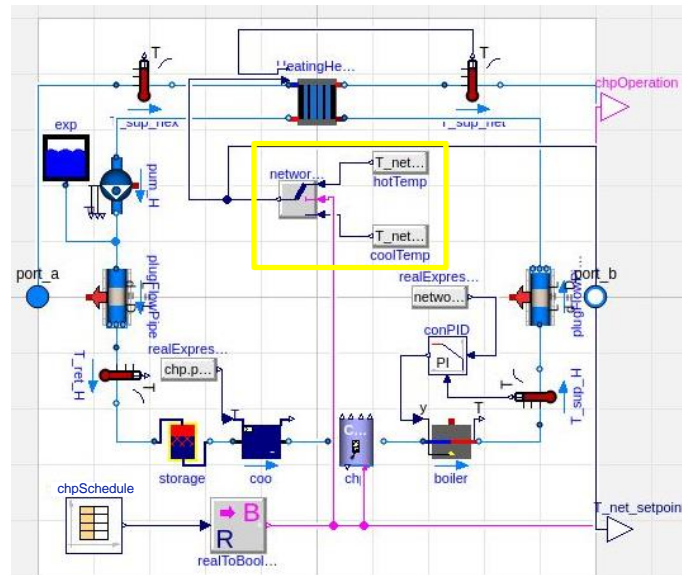 T
T
HeatingHe...
chpOperation
exp
T_sup_hex
T_sup_net
networ...
T_net...
hotTemp
pum_H
T_net...
coolTemp
port_a
port_b
realExpres...
plugFlowPipe
netwo...
conPID
realExpres...
PI
T_ret_H
T
chp.p...
T
T_sup_H
T
C...
y
T
storage
coo
chp
boiler
chpSchedule
B
R
T_net_setpoin
realToBool...